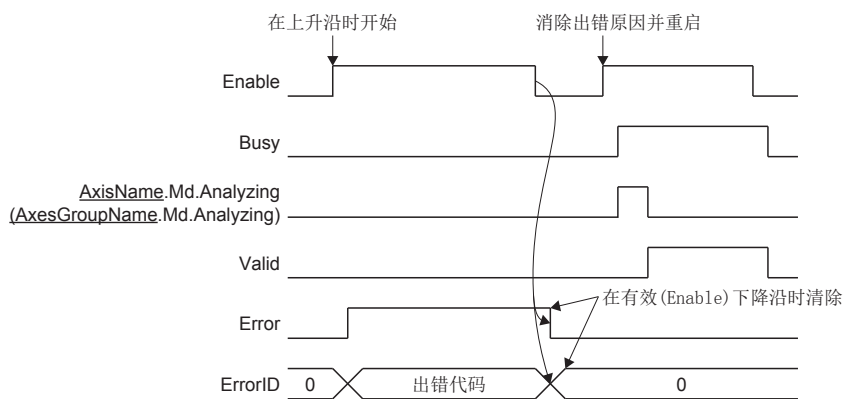 在上升沿时开始
消除出错原因并重启
Enable
Busy
AxisName.Md.Analyzing
(AxesGroupName.Md.Analyzing)
Valid
在有效(Enable)下降沿时清除
Error
ErrorID 0 出错代码 0